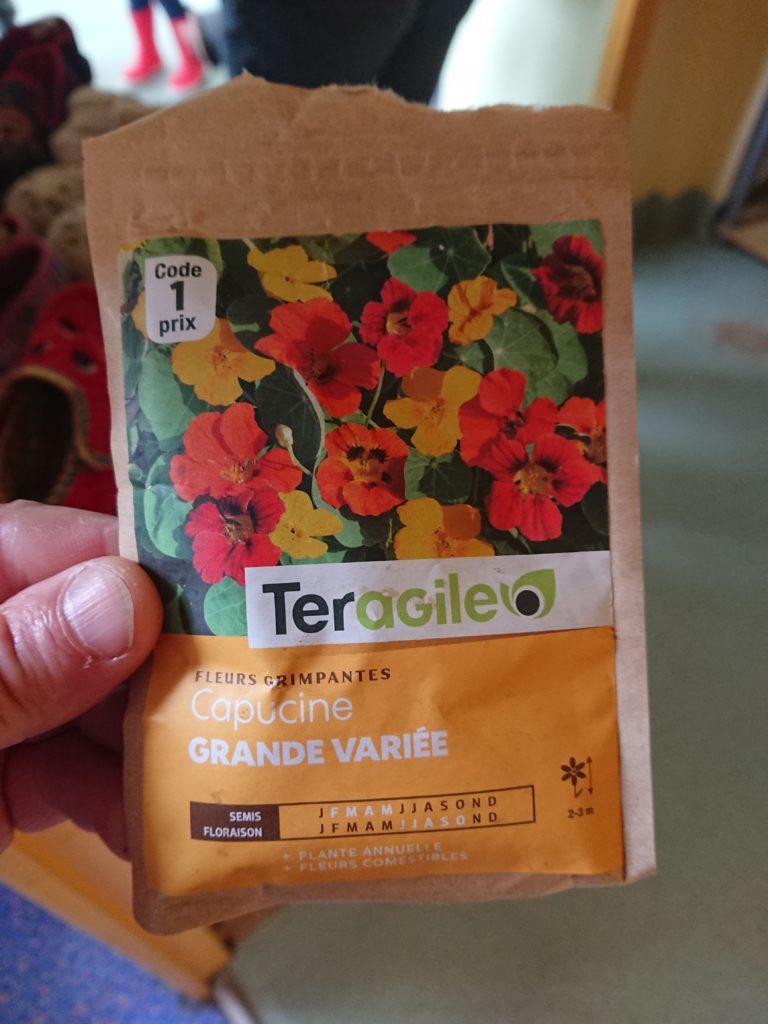 Code
1
prix
Teragile
FLEURS GRIMPANTES
Capucine
GRANDE VARIÉE
SEMIS J F M A M J J A S O N D
FLORAISON J F M A M J J A S O N D
2-3 m
+ PLANTE ANNUELLE
+ FLEURS COMESTIBLES